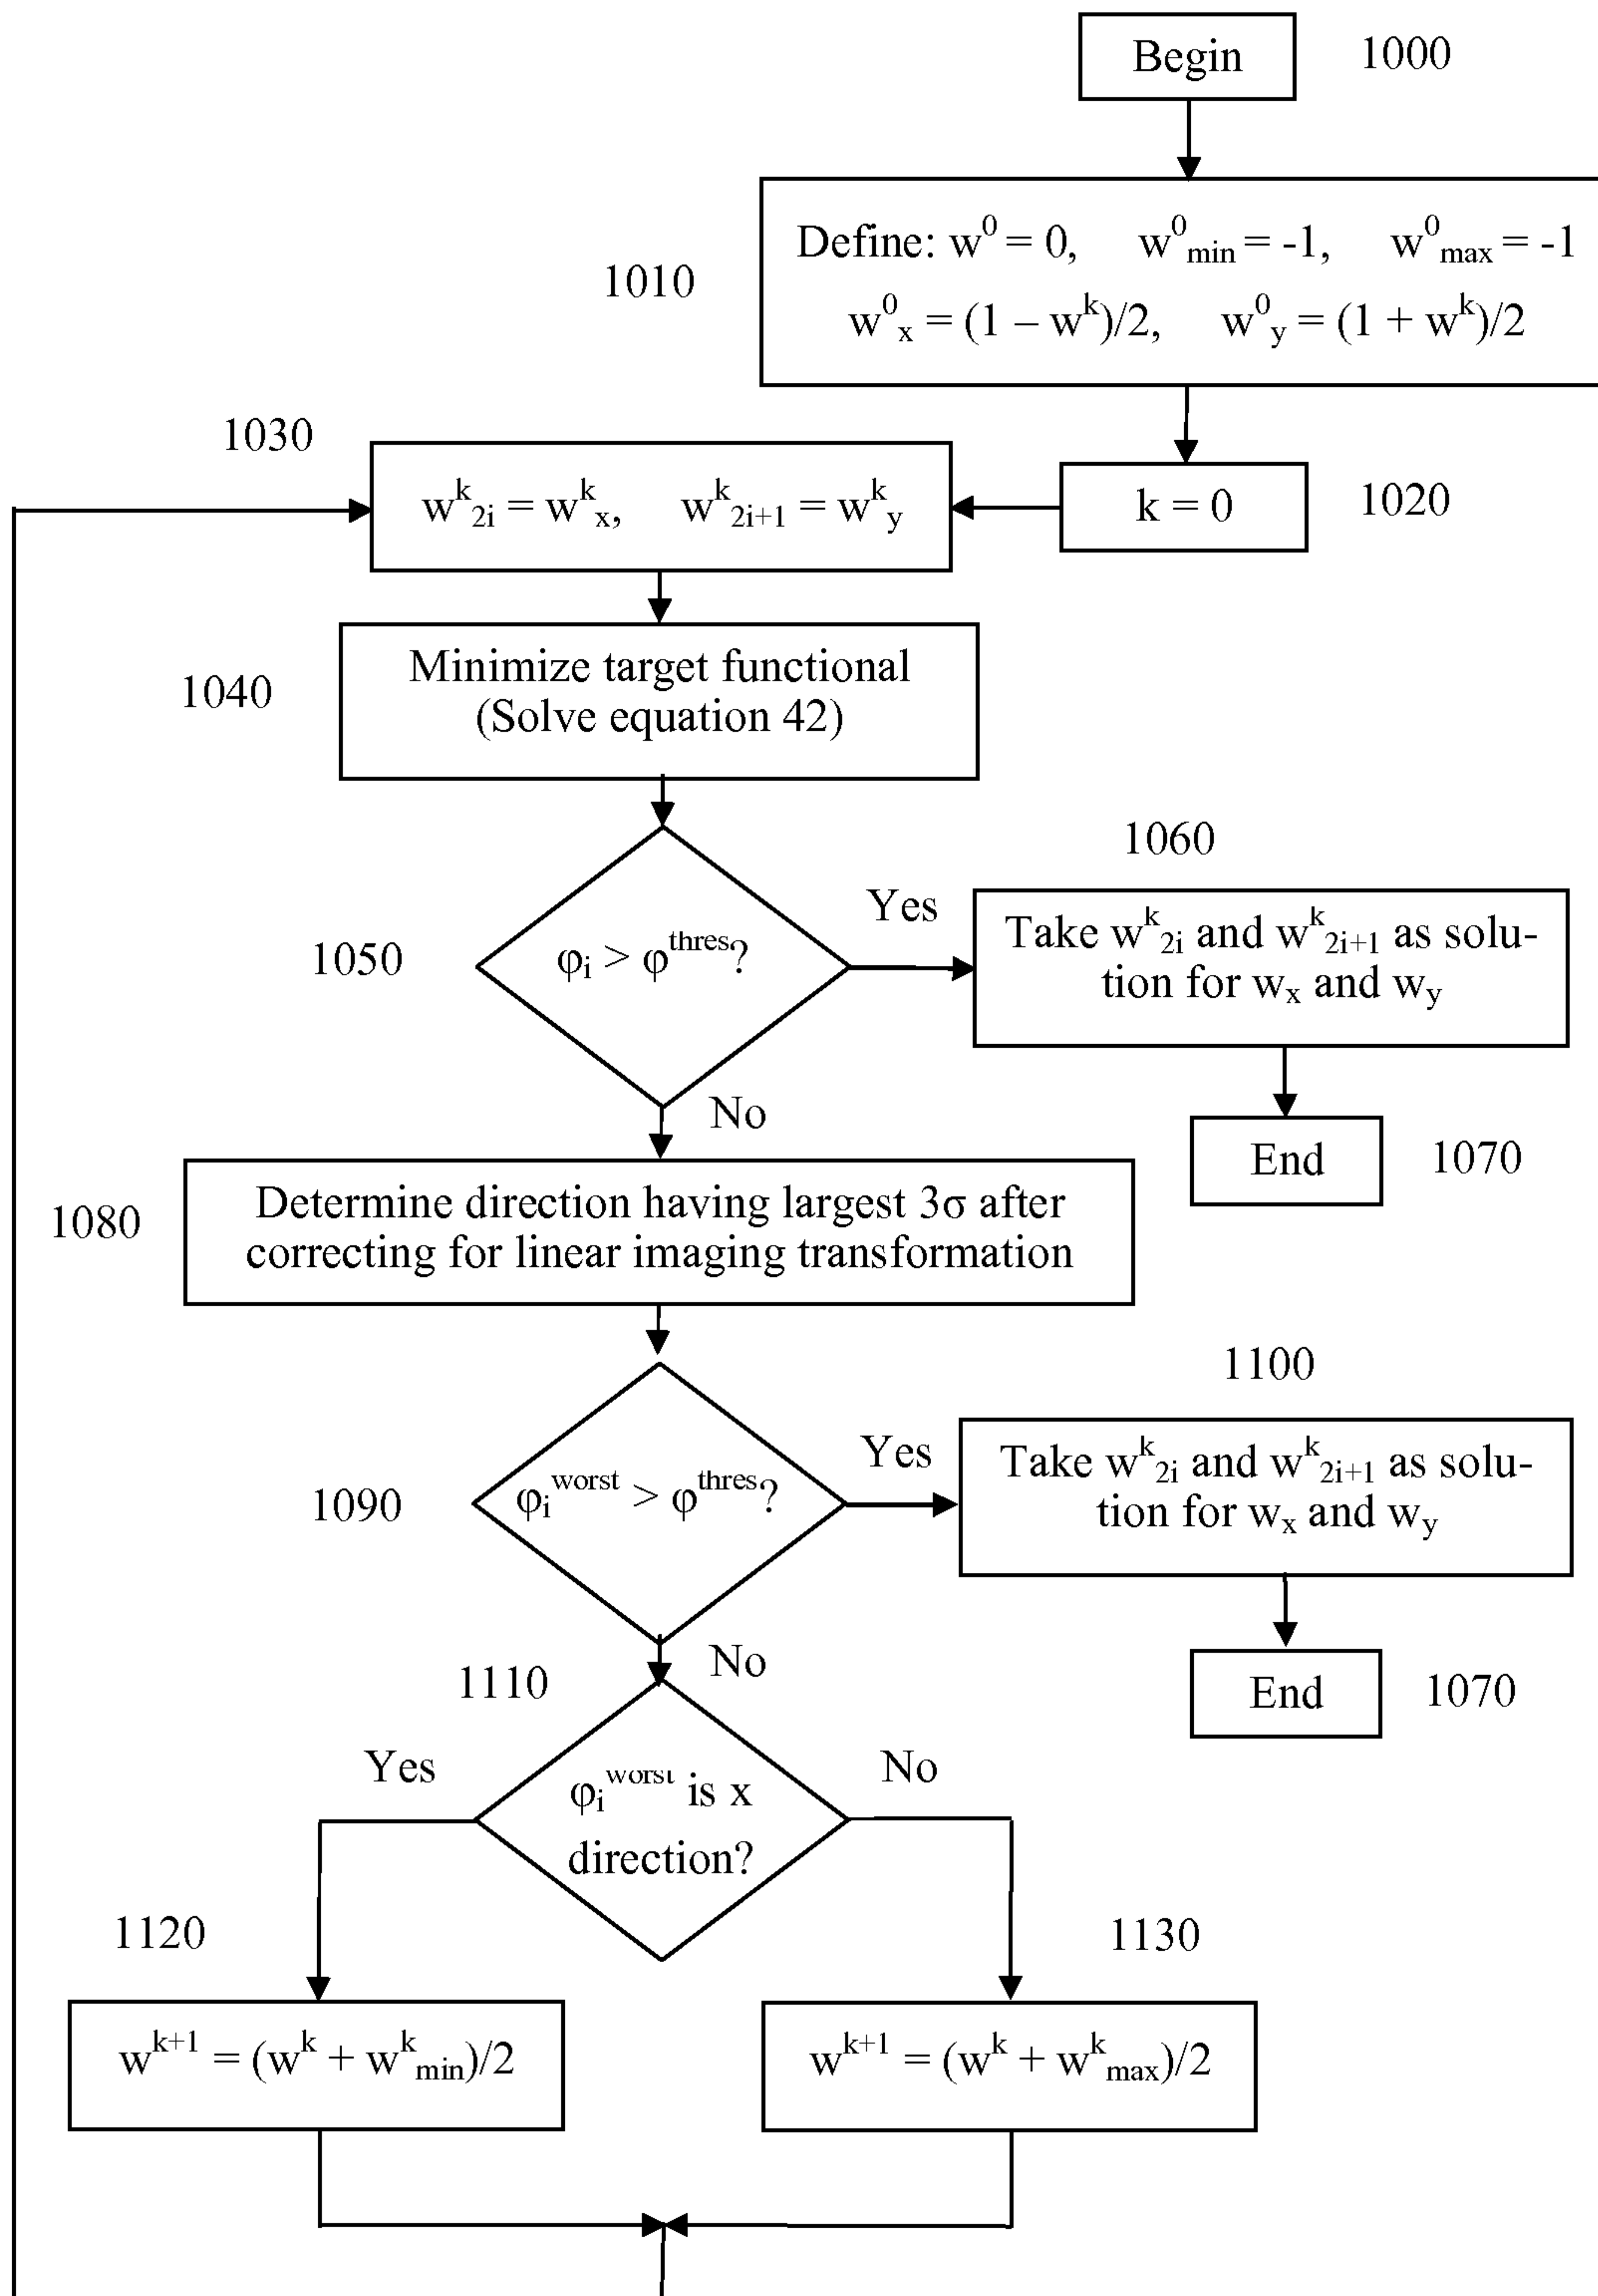 Begin
1000
Define: w⁰ = 0, w⁰min = -1, w⁰max = -1
1010
w⁰x = (1 – wᵏ)/2, w⁰y = (1 + wᵏ)/2
1030
wᵏ2i = wᵏx, wᵏ2i+1 = wᵏy
k = 0
1020
1040
Minimize target functional
(Solve equation 42)
1060
1050
φi > φthres?
Yes
Take wᵏ2i and wᵏ2i+1 as solu-
tion for wx and wy
No
End
1070
1080
Determine direction having largest 3σ after
correcting for linear imaging transformation
1100
1090
φiworst > φthres?
Yes
Take wᵏ2i and wᵏ2i+1 as solu-
tion for wx and wy
No
End
1070
1110
Yes
φiworst is x
direction?
No
1120
1130
wᵏ⁺¹ = (wᵏ + wᵏmin)/2
wᵏ⁺¹ = (wᵏ + wᵏmax)/2